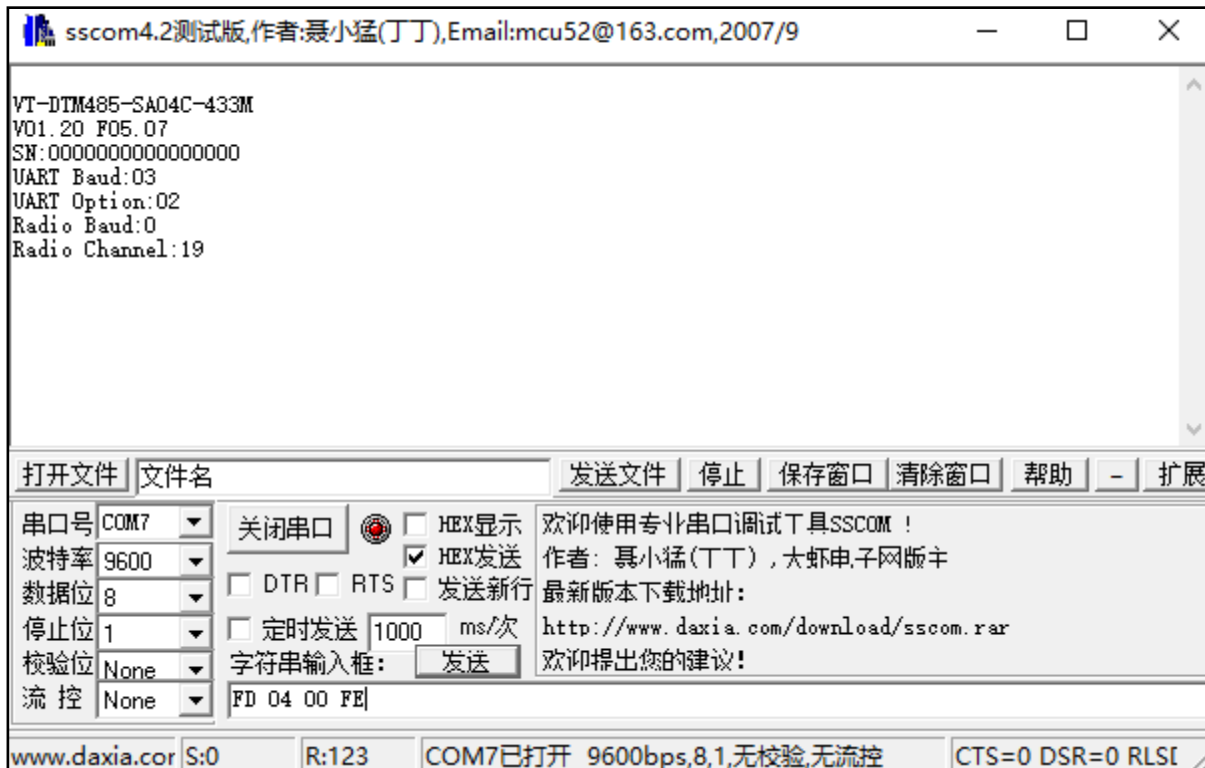 sscom4.2测试版,作者:聂小猛(丁丁),Email:mcu52@163.com,2007/9
VT-DTM485-SA04C-433M
V01.20 F05.07
SN:0000000000000000
UART Baud:03
UART Option:02
Radio Baud:0
Radio Channel:19
打开文件 文件名 发送文件 停止 保存窗口 清除窗口 帮助 - 扩展
串口号 COM7 关闭串口 HEX显示 欢迎使用专业串口调试工具SSCOM !
波特率 9600 HEX发送 作者: 聂小猛(丁丁),大虾电子网版主
数据位 8 DTR RTS 发送新行 最新版本下载地址:
停止位 1 定时发送 1000 ms/次 http://www.daxia.com/download/sscom.rar
校验位 None 字符串输入框: 发送 欢迎提出您的建议!
流 控 None FD 04 00 FE
www.daxia.cor S:0 R:123 COM7已打开 9600bps,8,1,无校验,无流控 CTS=0 DSR=0 RLSI